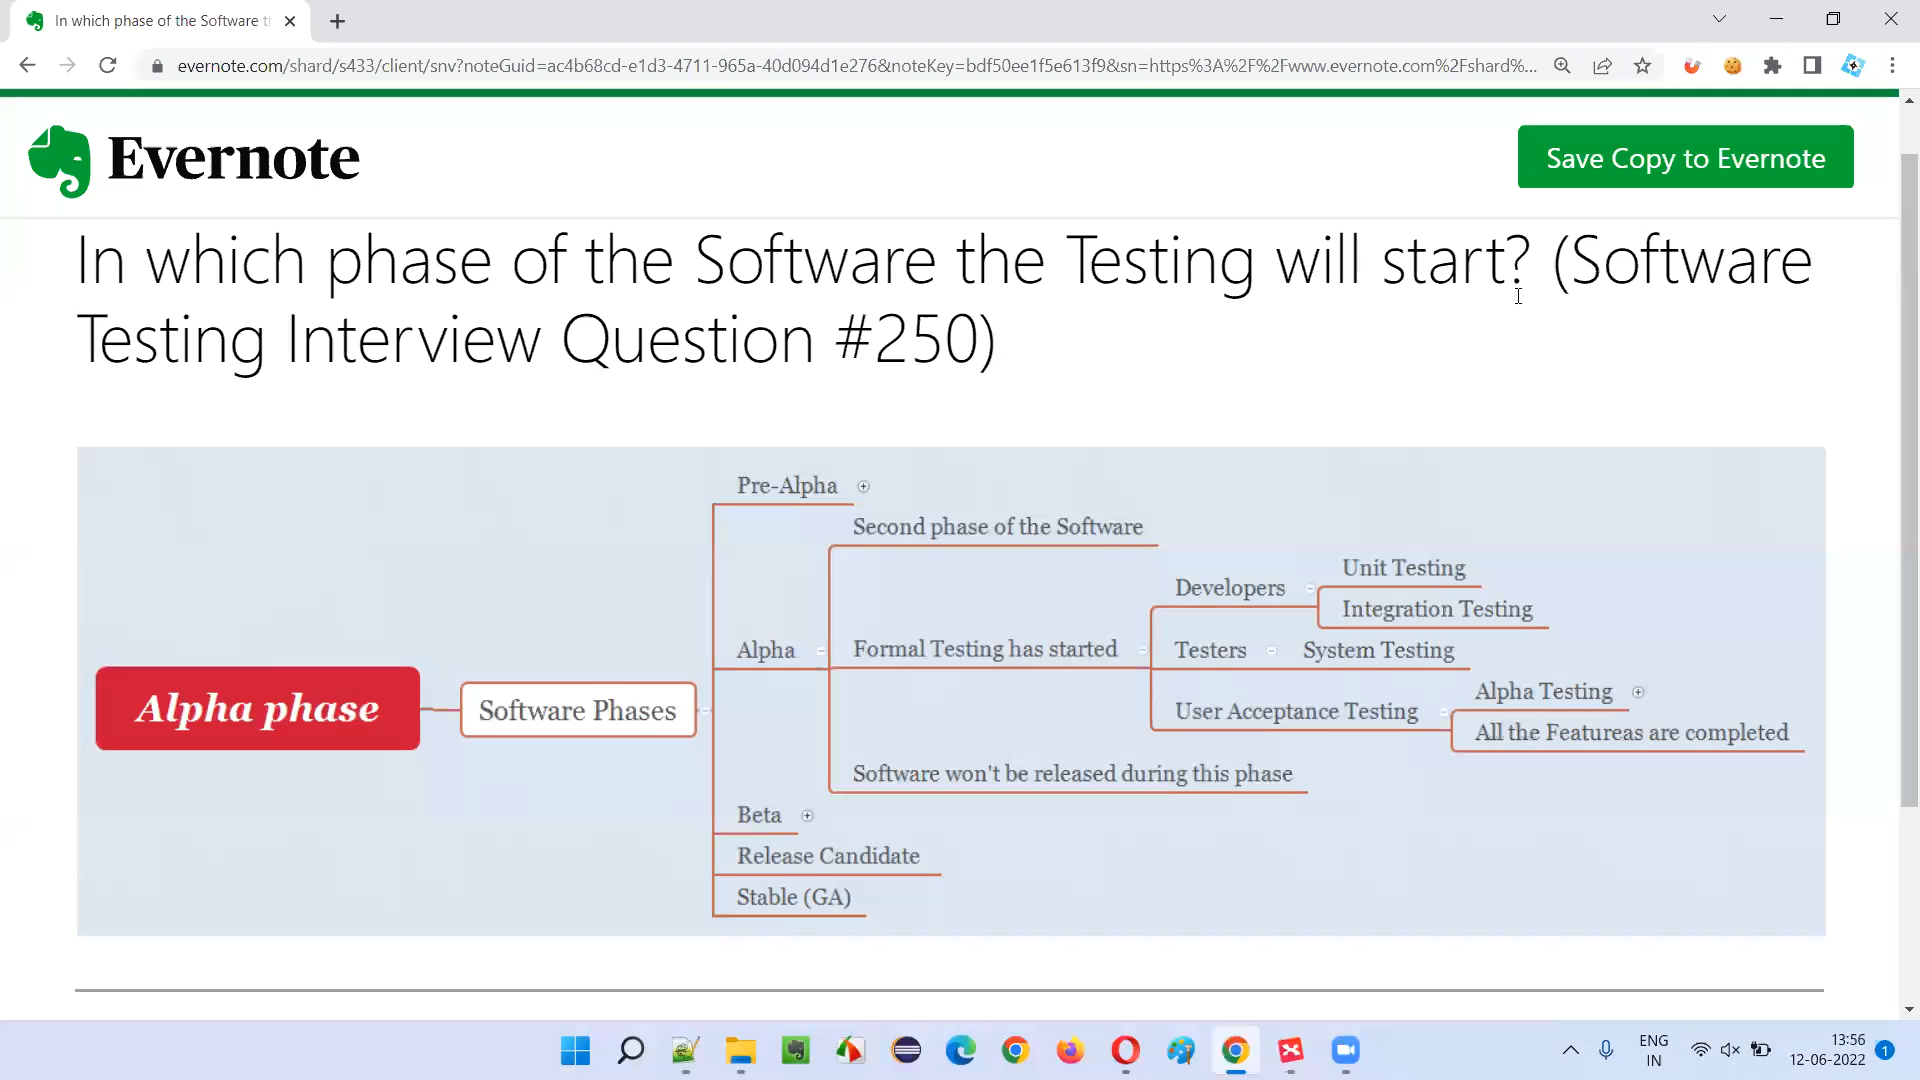 In which phase of the Software th
evernote.com/shard/s433/client/snv?noteGuid=ac4b68cd-e1d3-4711-965a-40d094d1e276&noteKey=bdf50ee1f5e613f9&sn=https%3A%2F%2Fwww.evernote.com%2Fshard%...
Evernote
Save Copy to Evernote
In which phase of the Software the Testing will start? (Software
Testing Interview Question #250)
Pre-Alpha
Second phase of the Software
Unit Testing
Developers
Integration Testing
Alpha
Formal Testing has started
Testers
System Testing
Alpha Testing
Alpha phase
Software Phases
User Acceptance Testing
All the Featureas are completed
Software won't be released during this phase
Beta
Release Candidate
Stable (GA)
ENG
IN
13:56
12-06-2022
1